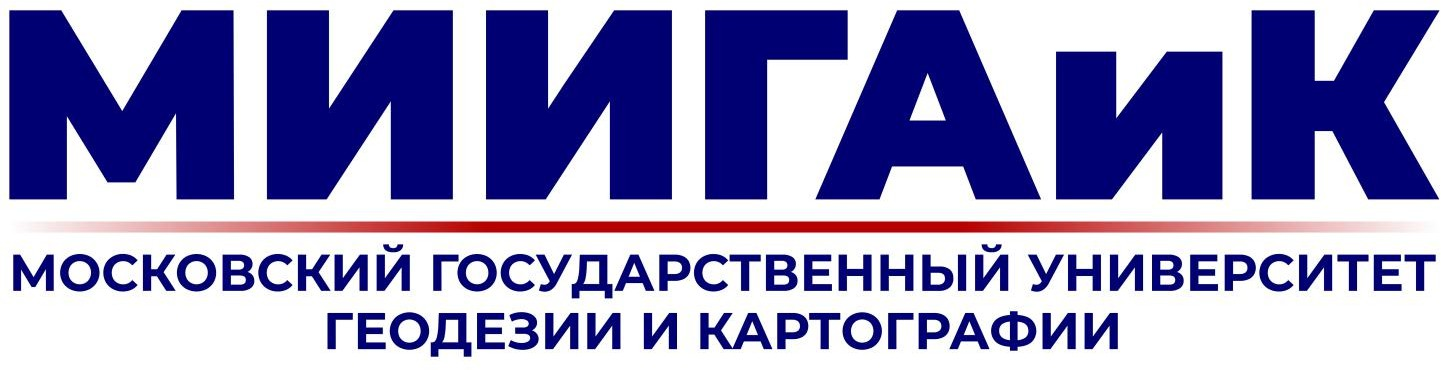 МИИГАиК
МОСКОВСКИЙ ГОСУДАРСТВЕННЫЙ УНИВЕРСИТЕТ
ГЕОДЕЗИИ И КАРТОГРАФИИ